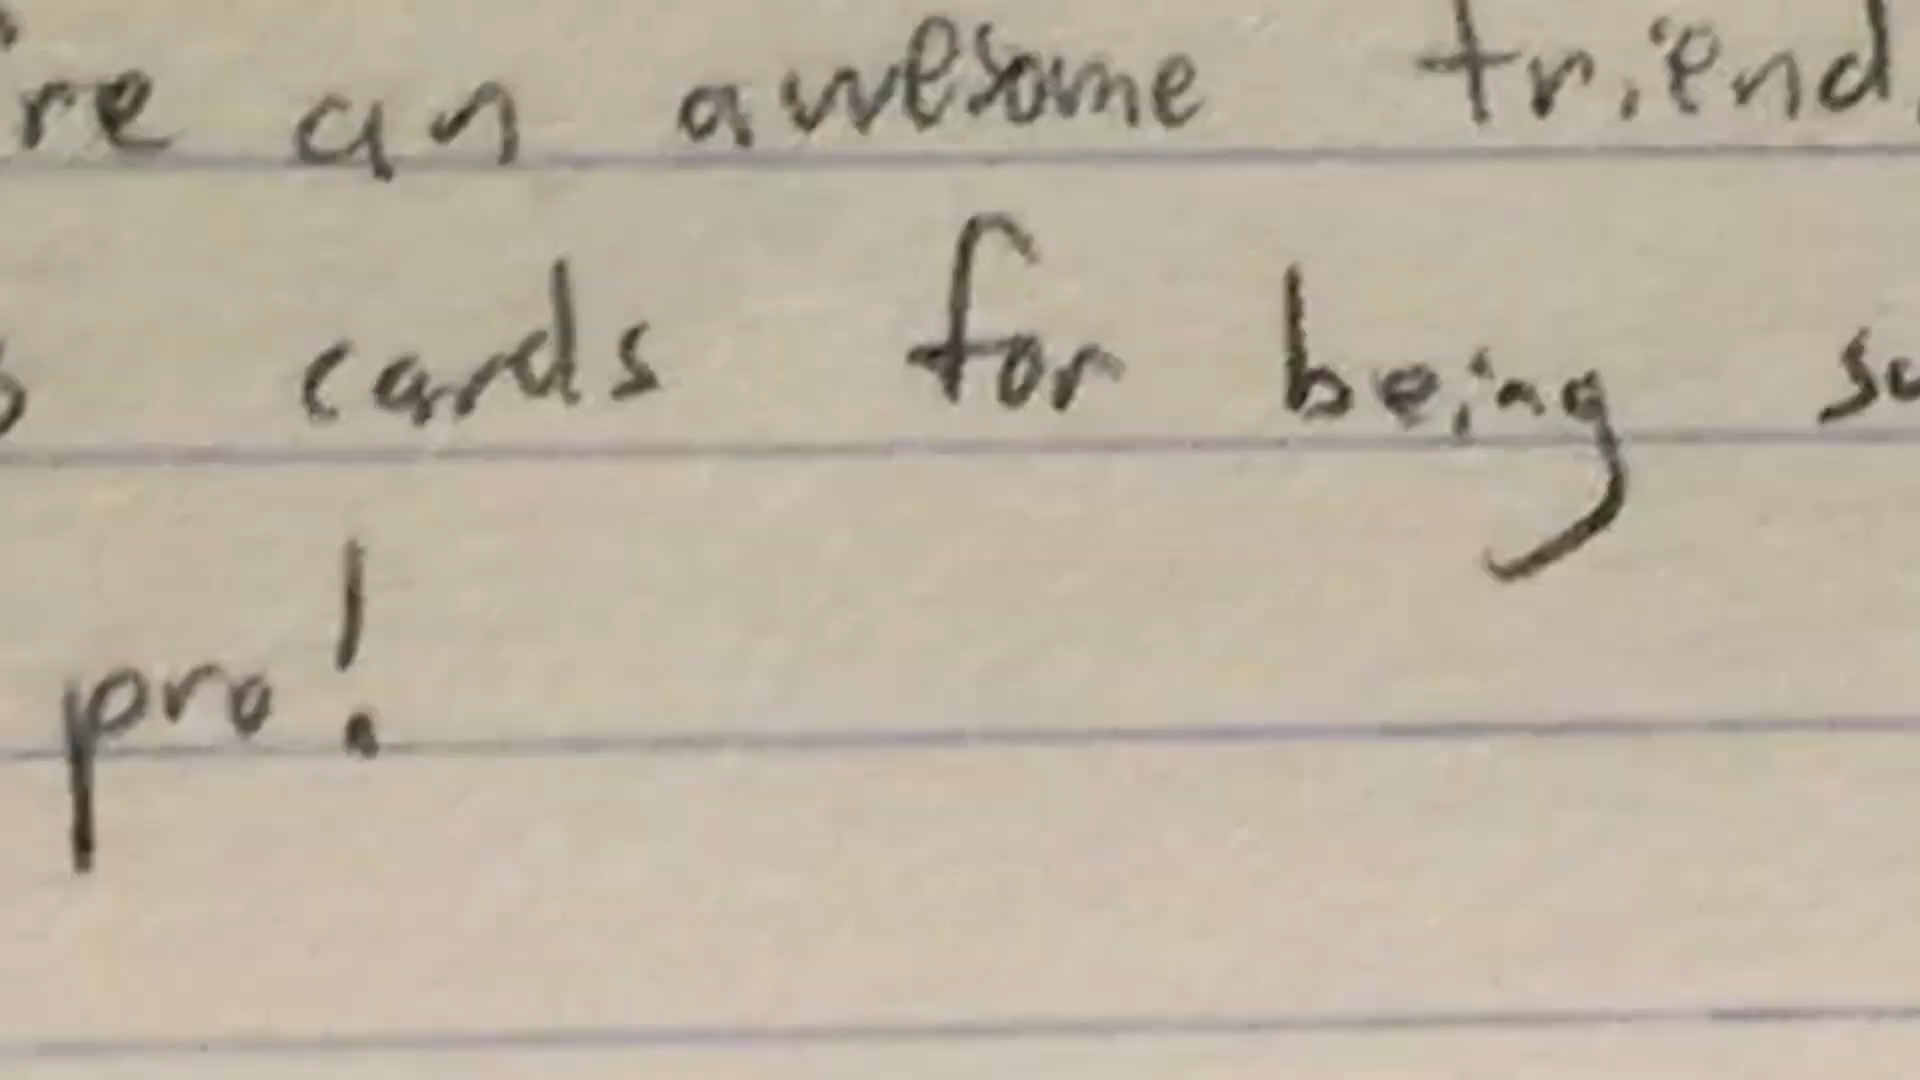 're an awesome friend,
cards for being
pro!